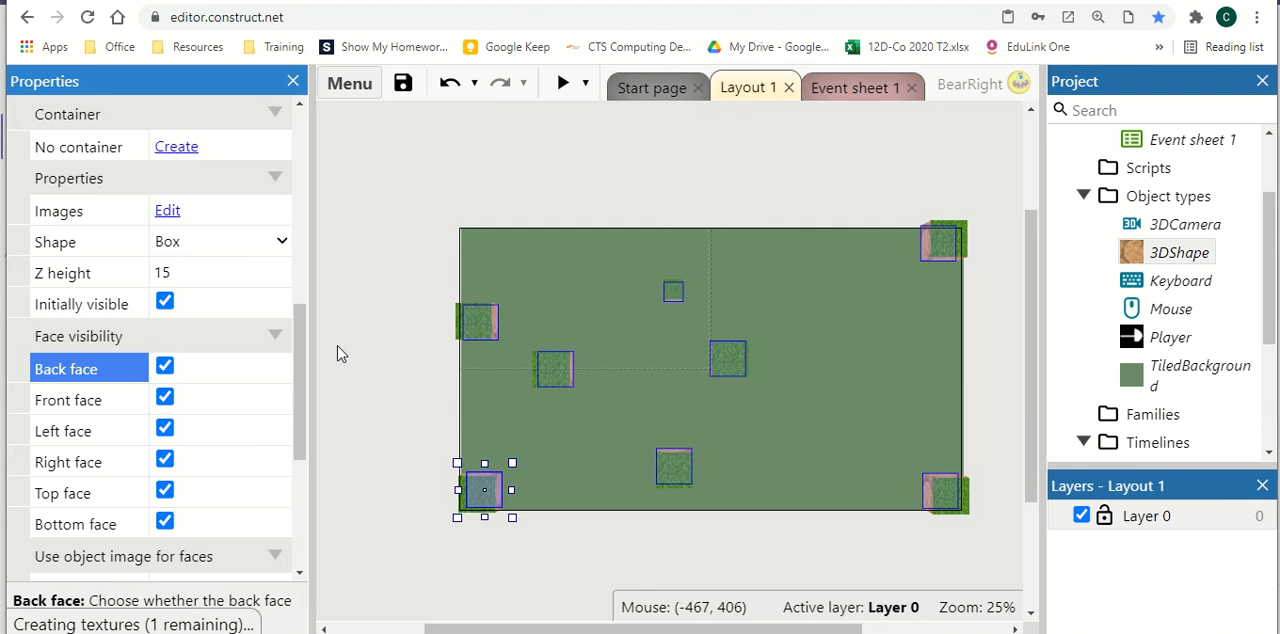 editor.construct.net
C
Apps
Office
Resources
Training
S
Show My Homewor...
Google Keep
CTS Computing De...
My Drive - Google...
12D-Co 2020 T2.xlsx
EduLink One
»
Reading list
Properties
Container
No container
Create
Properties
Images
Edit
Shape
Box
Z height
15
Initially visible
Face visibility
Back face
Front face
Left face
Right face
Top face
Bottom face
Use object image for faces
Back face: Choose whether the back face
Creating textures (1 remaining)...
Menu
Start page
Layout 1
Event sheet 1
BearRight
Mouse: (-467, 406)
Active layer: Layer 0
Zoom: 25%
Project
Search
Event sheet 1
Scripts
Object types
3D
3DCamera
3DShape
Keyboard
Mouse
Player
TiledBackgroun
d
Families
Timelines
Layers - Layout 1
Layer 0
0